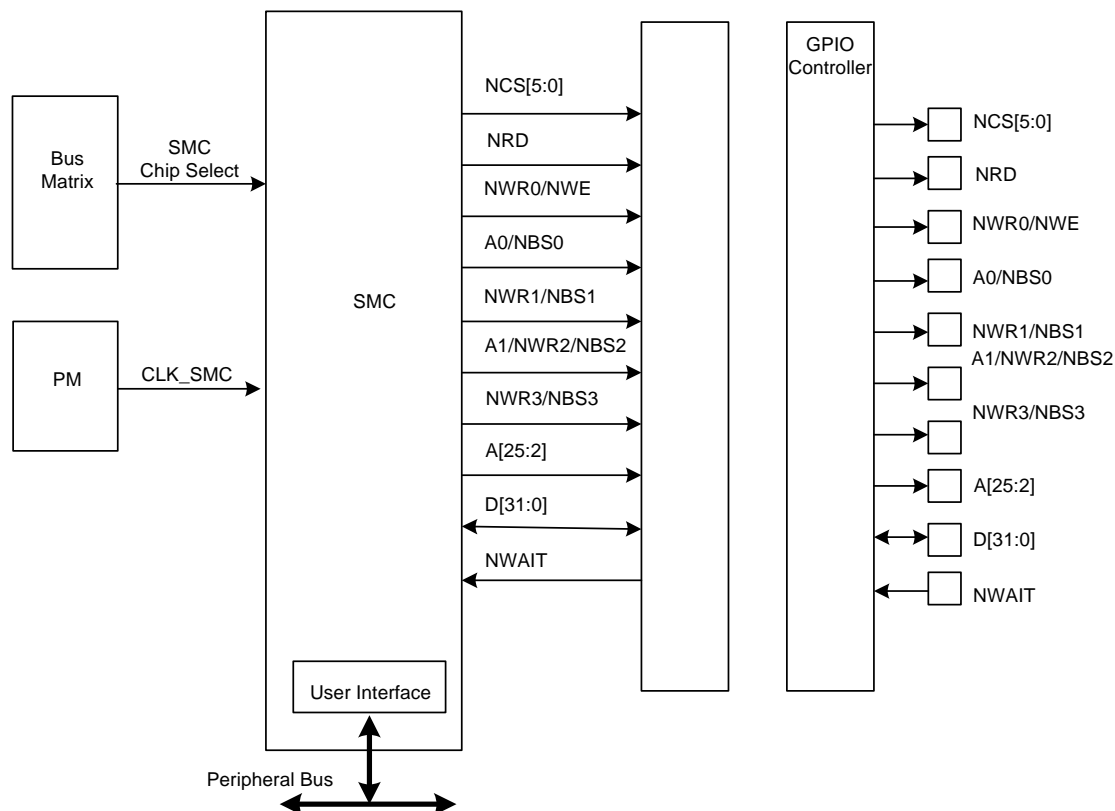 Bus
Matrix
SMC
Chip Select
PM
CLK_SMC
SMC
User Interface
Peripheral Bus
NCS[5:0]
NRD
NWR0/NWE
A0/NBS0
NWR1/NBS1
A1/NWR2/NBS2
NWR3/NBS3
A[25:2]
D[31:0]
NWAIT
GPIO
Controller
NCS[5:0]
NRD
NWR0/NWE
A0/NBS0
NWR1/NBS1
A1/NWR2/NBS2
NWR3/NBS3
A[25:2]
D[31:0]
NWAIT